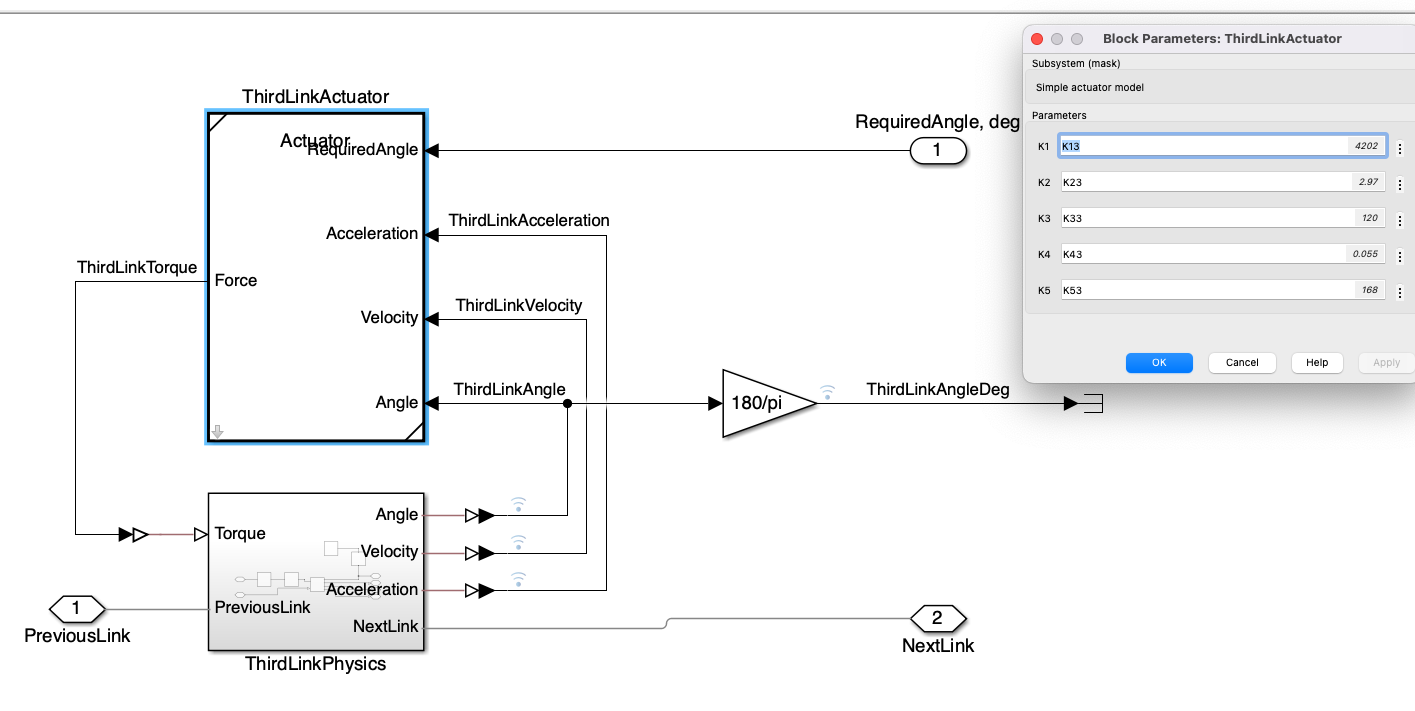 Block Parameters: ThirdLinkActuator
Subsystem (mask)
Simple actuator model
Parameters
K1 K13 4202
K2 K23 2.97
K3 K33 120
K4 K43 0.055
K5 K53 168
OK Cancel Help Apply
ThirdLinkActuator
Actuator
RequiredAngle
RequiredAngle, deg
1
Acceleration
ThirdLinkAcceleration
ThirdLinkTorque
Force
Velocity
ThirdLinkVelocity
Angle
ThirdLinkAngle
180/pi
ThirdLinkAngleDeg
Angle
Torque
Velocity
Acceleration
1
PreviousLink
PreviousLink
NextLink
2
NextLink
ThirdLinkPhysics